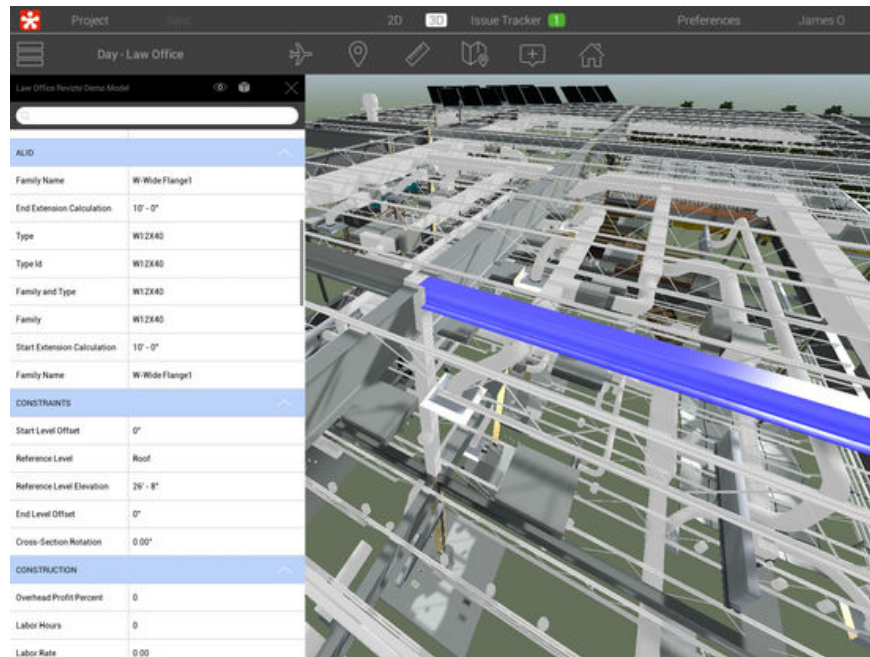 Project
Sync
2D
3D
Issue Tracker 1
Preferences
James O
Day - Law Office
Law Office Revizto Demo Model
ALID
Family Name W-Wide Flange1
End Extension Calculation 10' - 0"
Type W12X40
Type Id W12X40
Family and Type W12X40
Family W12X40
Start Extension Calculation 10' - 0"
Family Name W-Wide Flange1
CONSTRAINTS
Start Level Offset 0"
Reference Level Roof
Reference Level Elevation 26' - 8"
End Level Offset 0"
Cross-Section Rotation 0.00°
CONSTRUCTION
Overhead Profit Percent 0
Labor Hours 0
Labor Rate 0.00